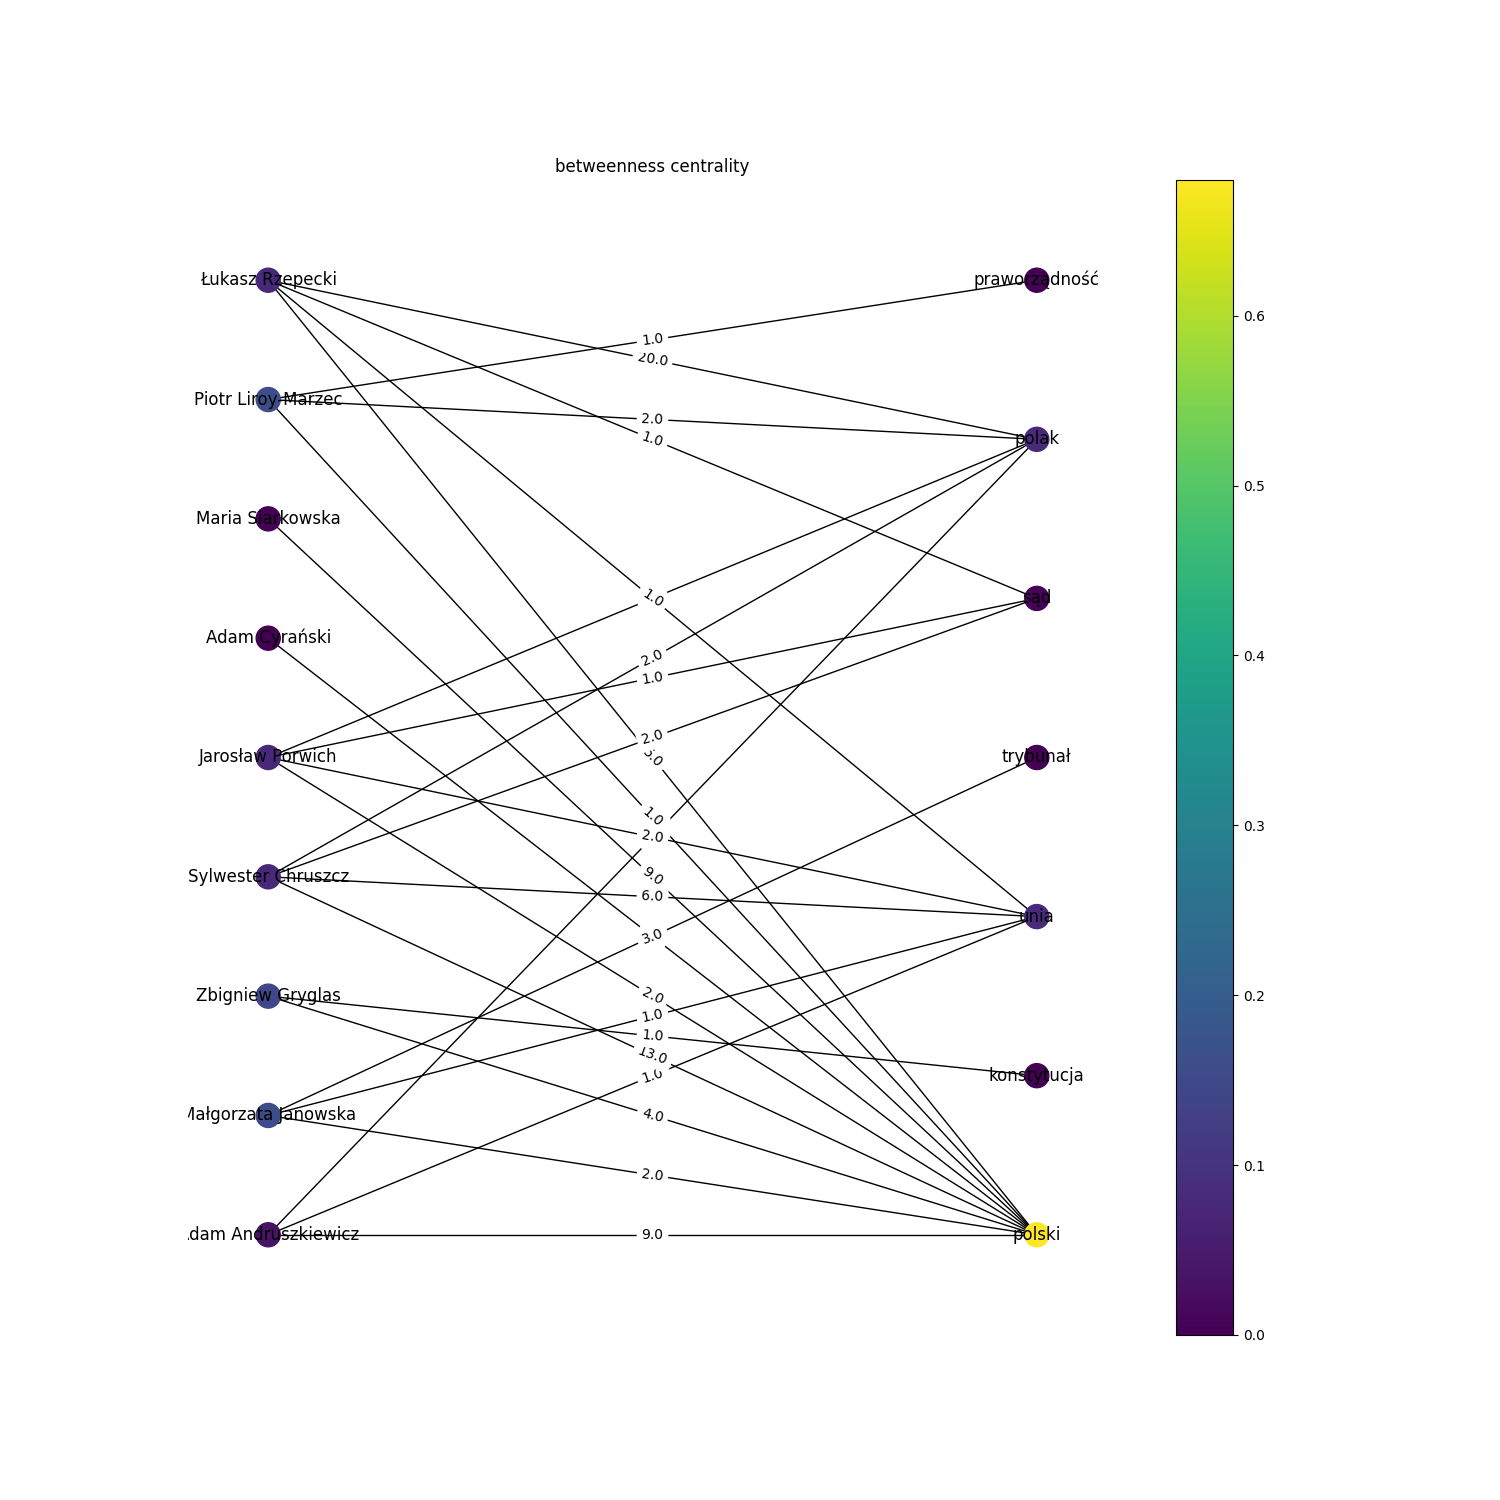 betweenness centrality
Łukasz Rzepecki
praworządność
0.6
1.0
20.0
Piotr Liroy-Marzec
2.0
1.0
polak
0.5
Maria Siarkowska
1.0
sąd
Adam Cyrański
0.4
2.0
1.0
2.0
Jarosław Porwich
trybunał
1.0
0.3
2.0
Sylwester Chruszcz
9.0
6.0
unia
3.0
Zbigniew Gryglas
2.0
0.2
1.0
1.0
13.0
1.0
konstytucja
Małgorzata Janowska
4.0
0.1
2.0
dam Andruszkiewicz
9.0
polski
0.0